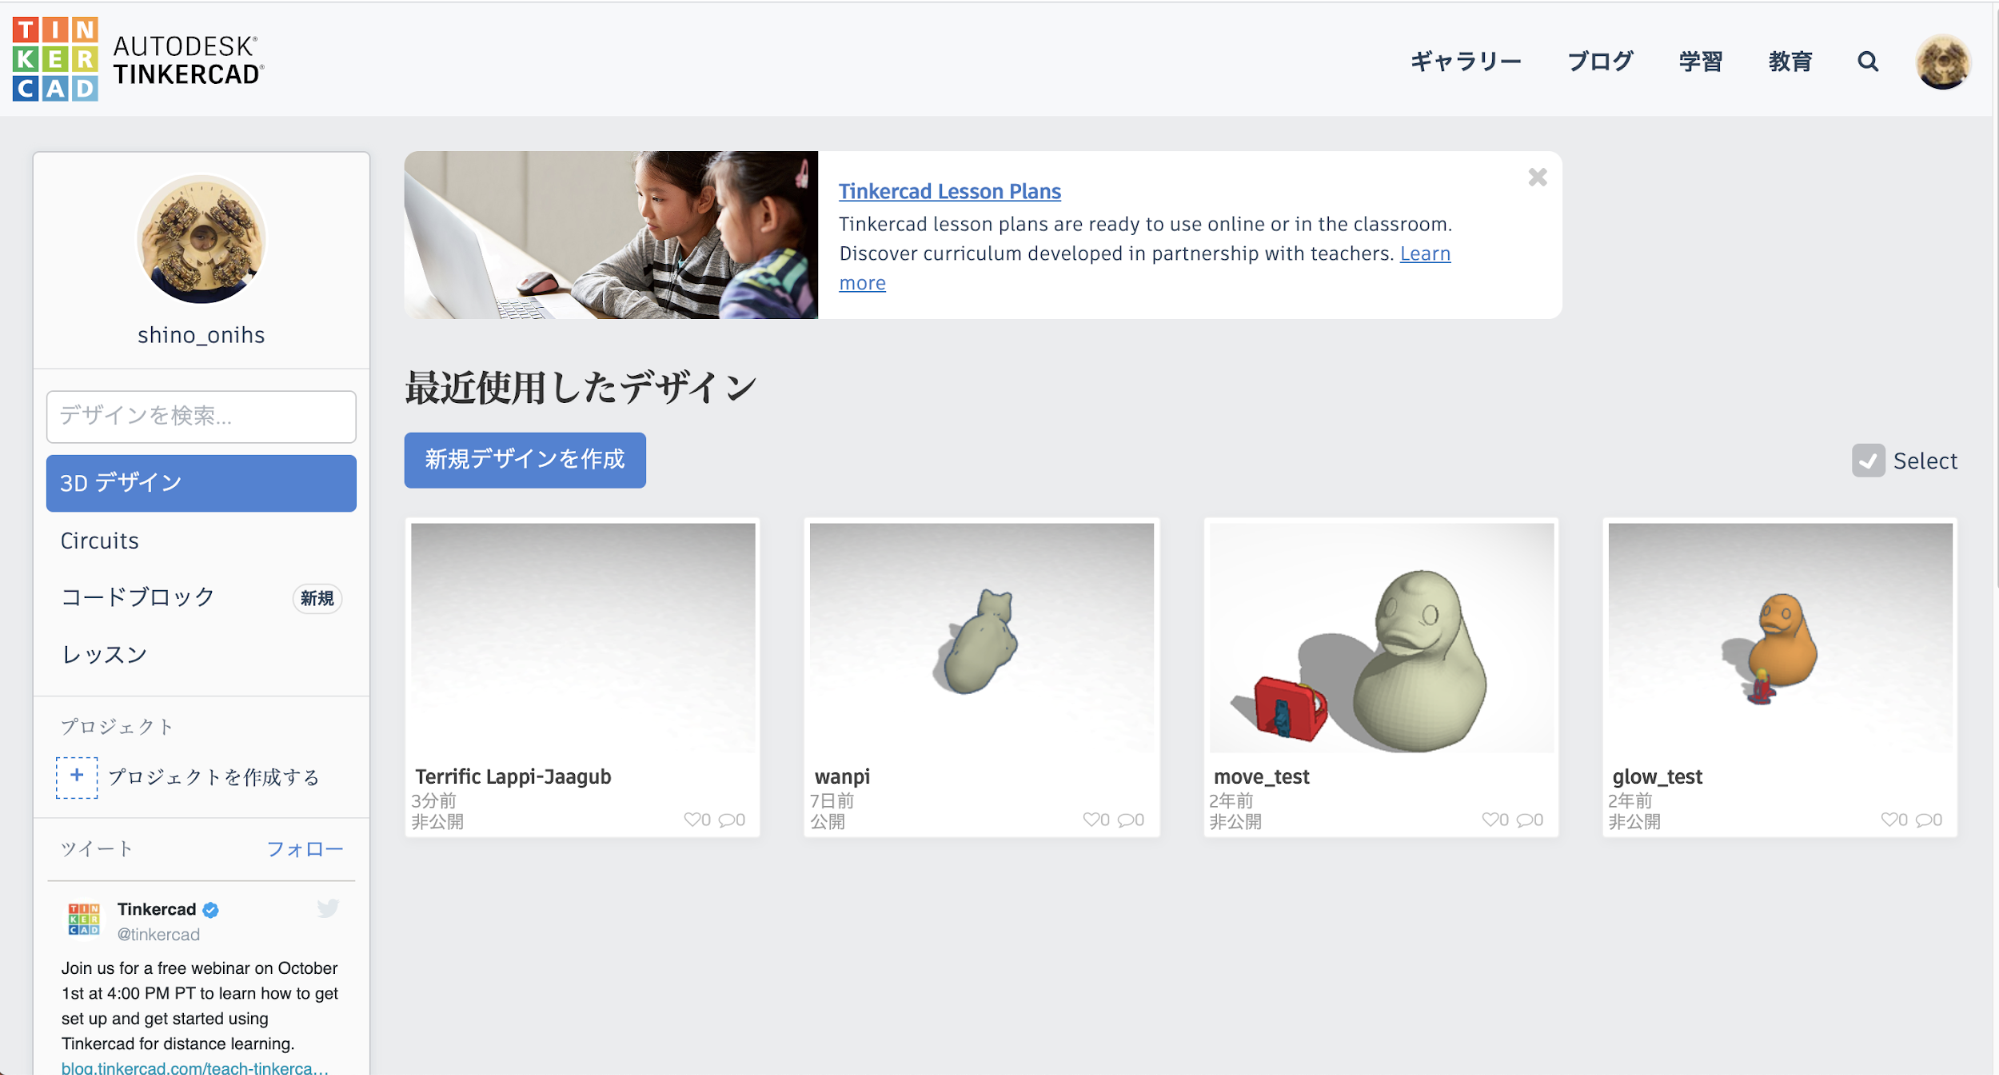 TIN
KER
CAD
AUTODESK®
TINKERCAD®
ギャラリー
ブログ
学習
教育
shino_onihs
デザインを検索...
3D デザイン
Circuits
コードブロック
新規
レッスン
プロジェクト
+ プロジェクトを作成する
ツイート
フォロー
TIN
KER
CAD
Tinkercad
@tinkercad
Join us for a free webinar on October
1st at 4:00 PM PT to learn how to get
set up and get started using
Tinkercad for distance learning.
blog.tinkercad.com/teach-tinkerca…
Tinkercad Lesson Plans
Tinkercad lesson plans are ready to use online or in the classroom.
Discover curriculum developed in partnership with teachers. Learn
more
最近使用したデザイン
新規デザインを作成
Select
Terrific Lappi-Jaagub
3分前
非公開
0 0
wanpi
7日前
公開
0 0
move_test
2年前
非公開
0 0
glow_test
2年前
非公開
0 0